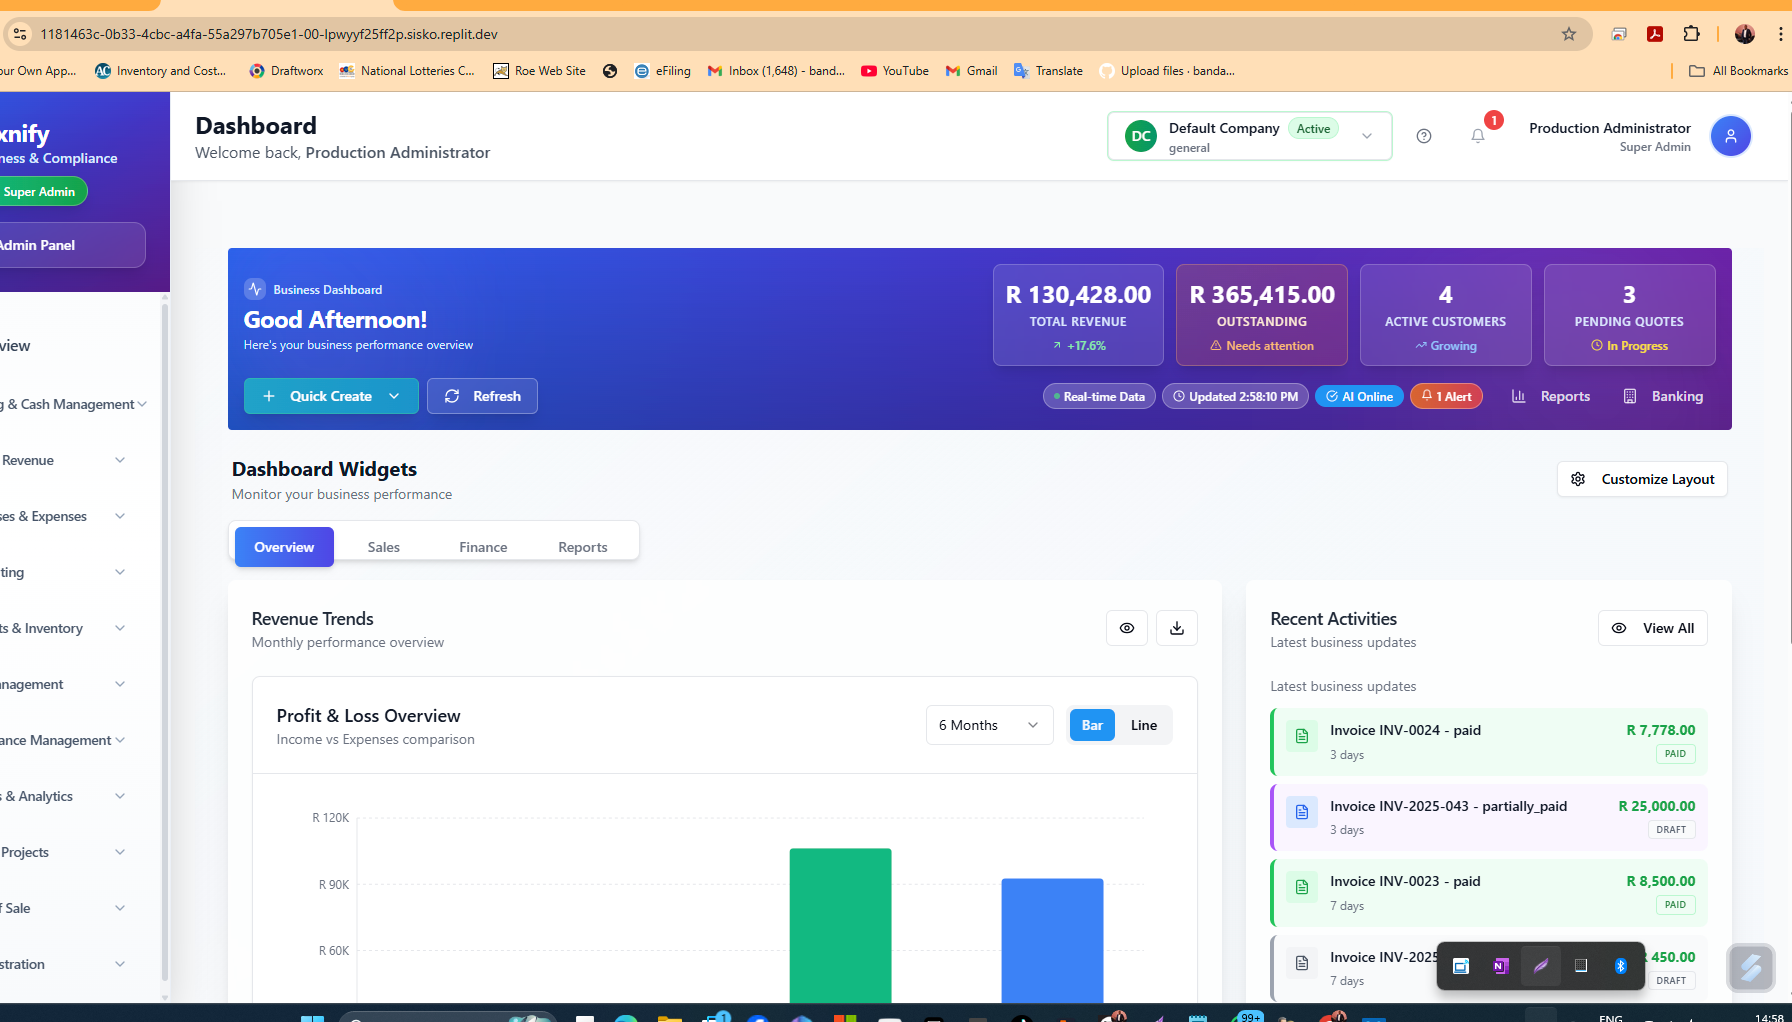 1181463c-0b33-4cbc-a4fa-55a297b705e1-00-lpwyyf25ff2p.sisko.replit.dev
our Own App...
Inventory and Cost...
Draftworx
National Lotteries C...
Roe Web Site
eFiling
Inbox (1,648) - band...
YouTube
Gmail
Translate
Upload files · banda...
All Bookmarks
xnify
ness & Compliance
Super Admin
Admin Panel
view
g & Cash Management
Revenue
ses & Expenses
ting
ts & Inventory
nagement
ance Management
s & Analytics
Projects
f Sale
stration
Dashboard
Welcome back, Production Administrator
DC
Default Company
Active
general
1
Production Administrator
Super Admin
Business Dashboard
Good Afternoon!
Here's your business performance overview
R 130,428.00
TOTAL REVENUE
+17.6%
R 365,415.00
OUTSTANDING
Needs attention
4
ACTIVE CUSTOMERS
Growing
3
PENDING QUOTES
In Progress
Quick Create
Refresh
Real-time Data
Updated 2:58:10 PM
AI Online
1 Alert
Reports
Banking
Dashboard Widgets
Monitor your business performance
Customize Layout
Overview
Sales
Finance
Reports
Revenue Trends
Monthly performance overview
Profit & Loss Overview
Income vs Expenses comparison
6 Months
Bar
Line
R 120K
R 90K
R 60K
Recent Activities
Latest business updates
View All
Latest business updates
Invoice INV-0024 - paid
R 7,778.00
3 days
PAID
Invoice INV-2025-043 - partially_paid
R 25,000.00
3 days
DRAFT
Invoice INV-0023 - paid
R 8,500.00
7 days
PAID
Invoice INV-2025
450.00
7 days
DRAFT
1
99+
ENG
14:58